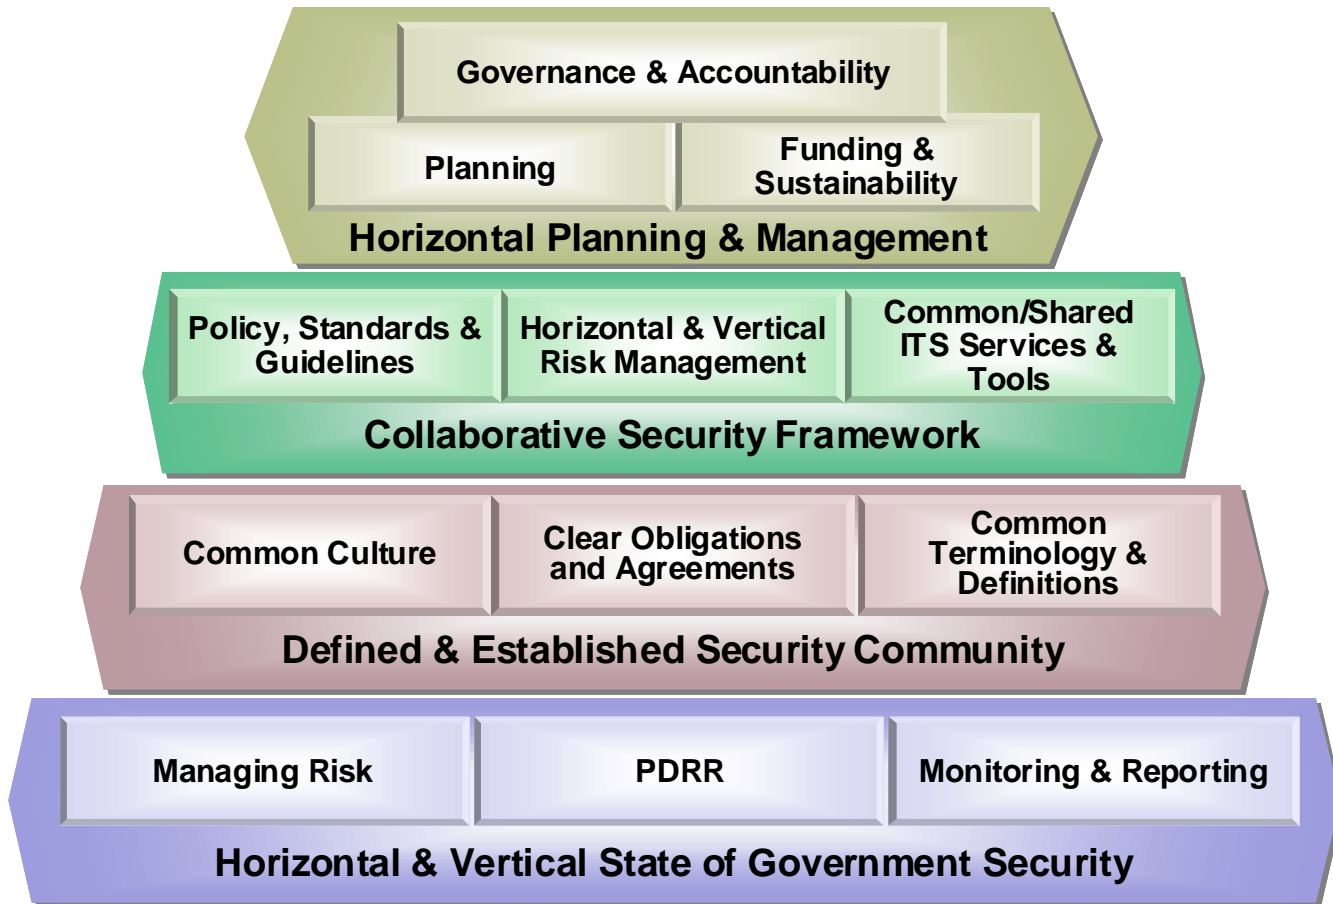 Governance & Accountability
Planning
Funding &
Sustainability
Horizontal Planning & Management
Policy, Standards &
Guidelines
Horizontal & Vertical
Risk Management
Common/Shared
ITS Services &
Tools
Collaborative Security Framework
Common Culture
Clear Obligations
and Agreements
Common
Terminology &
Definitions
Defined & Established Security Community
Managing Risk
PDRR
Monitoring & Reporting
Horizontal & Vertical State of Government Security